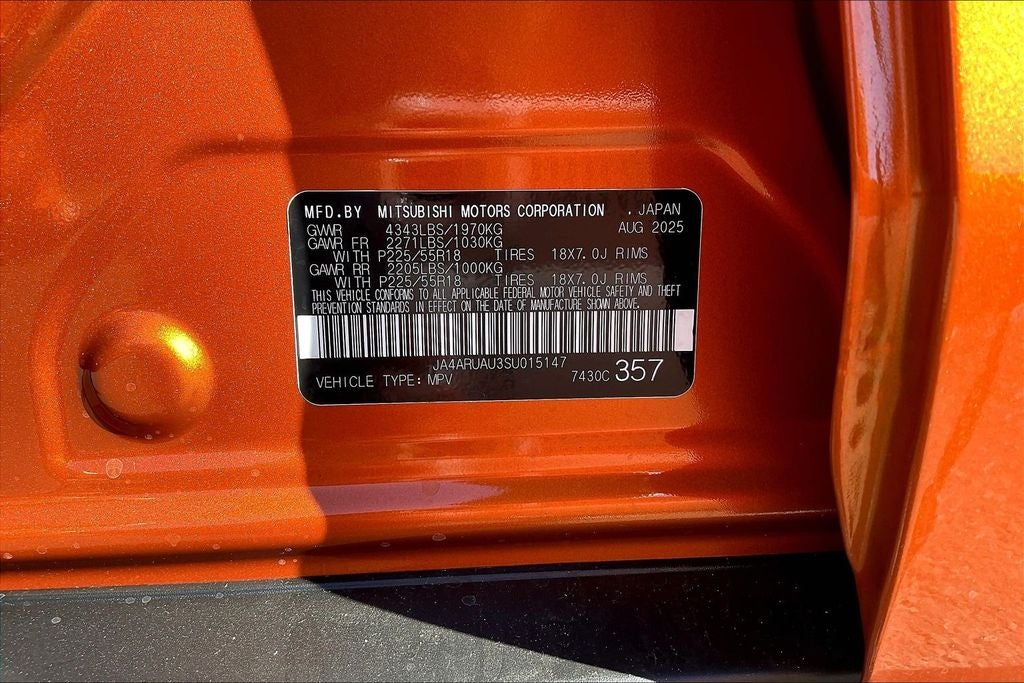 MFD.BY MITSUBISHI MOTORS CORPORATION . JAPAN
GVWR 4343LBS/1970KG AUG 2025
GAWR FR 2271LBS/1030KG
WITH P225/55R18 TIRES 18X7.0J RIMS
GAWR RR 2205LBS/1000KG
WITH P225/55R18 TIRES 18X7.0J RIMS
THIS VEHICLE CONFORMS TO ALL APPLICABLE FEDERAL MOTOR VEHICLE SAFETY AND THEFT
PREVENTION STANDARDS IN EFFECT ON THE DATE OF MANUFACTURE SHOWN ABOVE.
JA4ARUAU3SU015147
VEHICLE TYPE: MPV 7430C 357